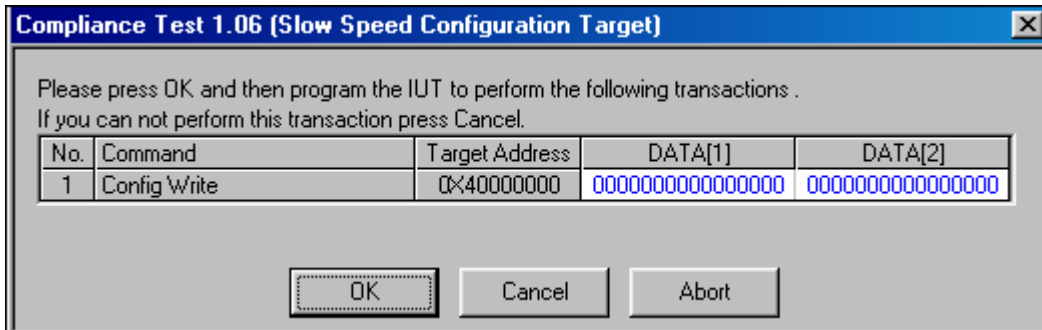 Compliance Test 1.06 (Slow Speed Configuration Target)
Please press OK and then program the IUT to perform the following transactions .
If you can not perform this transaction press Cancel.
No. Command Target Address DATA[1] DATA[2]
1 Config Write 0X40000000 0000000000000000 0000000000000000
OK Cancel Abort